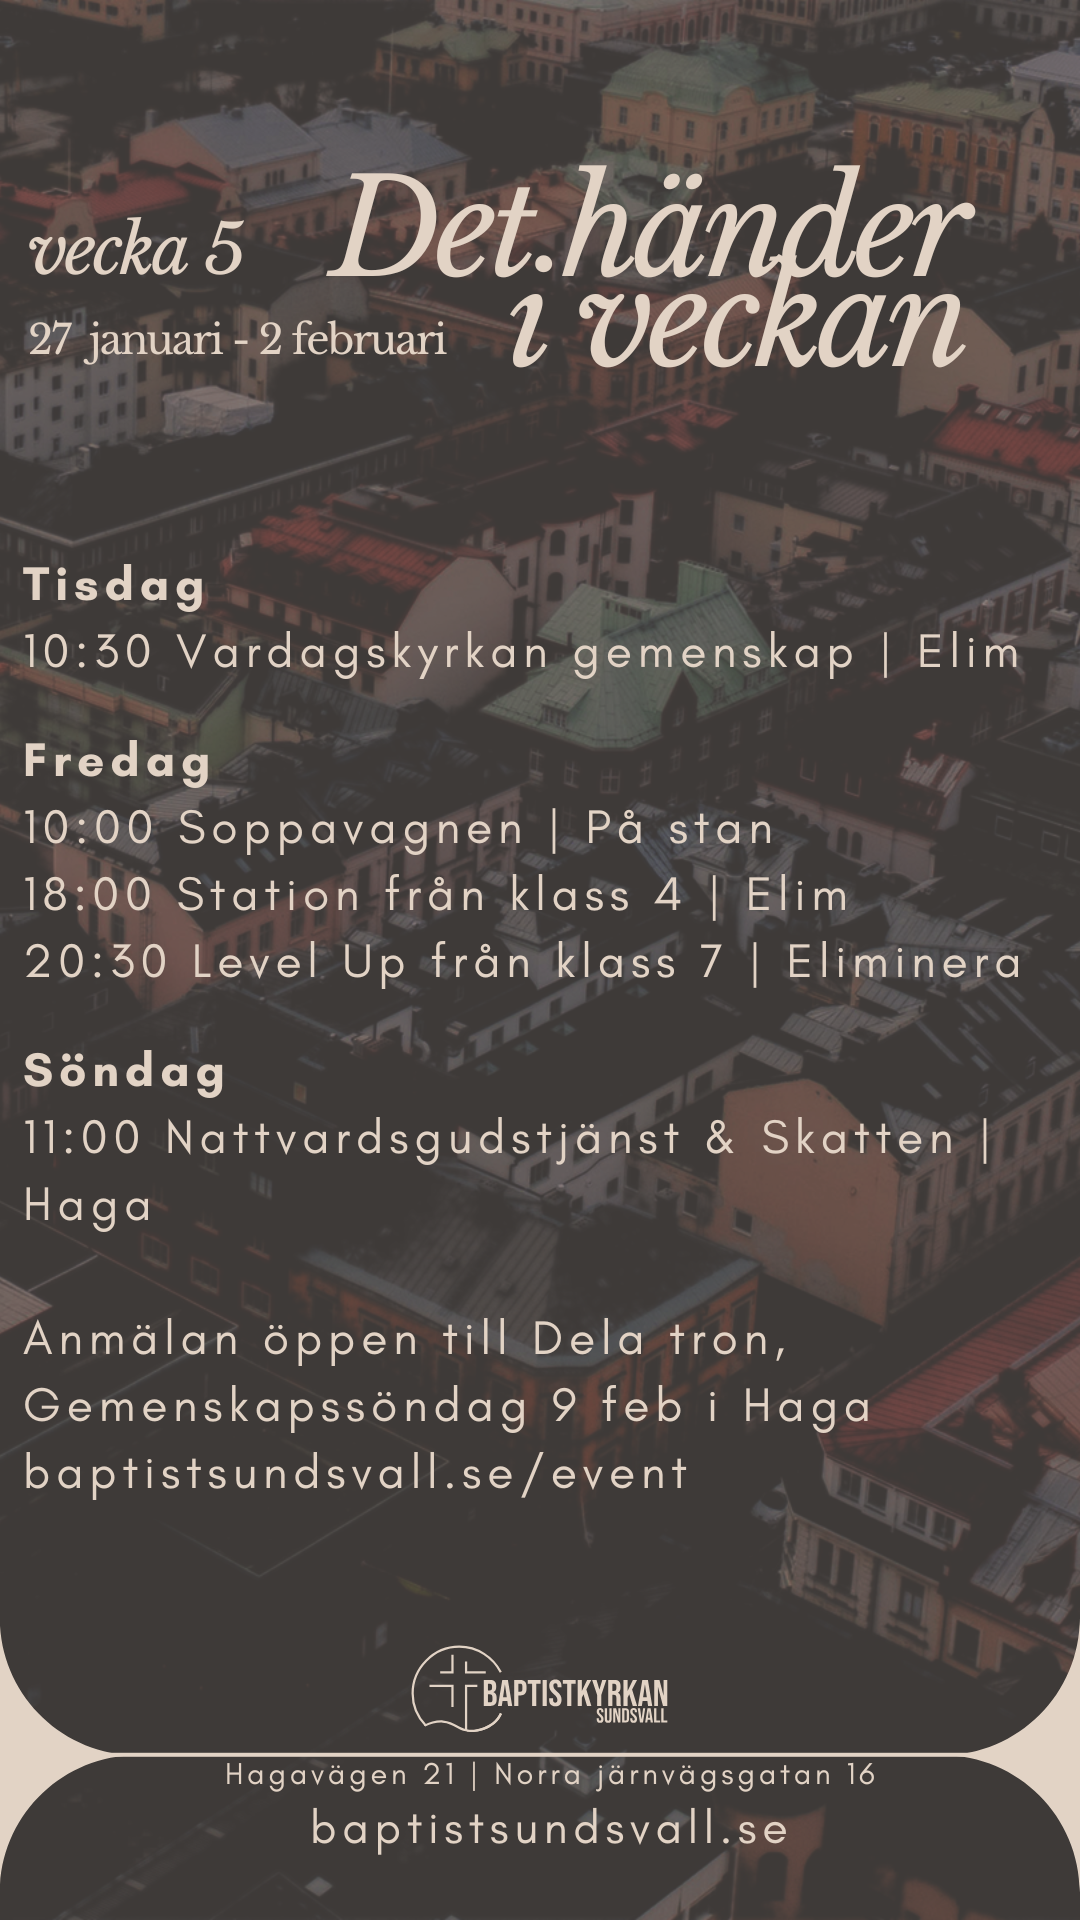 vecka 5
27 januari - 2 februari
Det.händer
i veckan
Tisdag
10:30 Vardagskyrkan gemenskap | Elim
Fredag
10:00 Soppavagnen | På stan
18:00 Station från klass 4 | Elim
20:30 Level Up från klass 7 | Eliminera
Söndag
11:00 Nattvardsgudstjänst & Skatten |
Haga
Anmälan öppen till Dela tron,
Gemenskapssöndag 9 feb i Haga
baptistsundsvall.se/event
BAPTISTKYRKAN
SUNDSVALL
Hagavägen 21 | Norra järnvägsgatan 16
baptistsundsvall.se